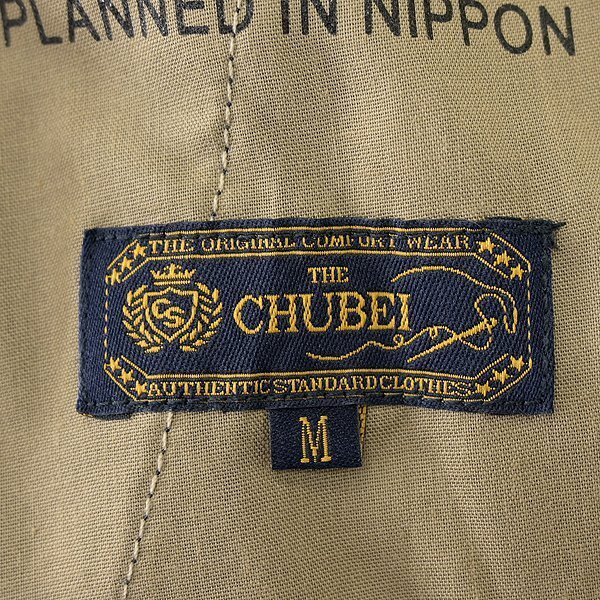 PLANNED IN NIPPON
THE ORIGINAL COMFORT WEAR
THE
CHUBEI
CS
AUTHENTIC STANDARD CLOTHES
M